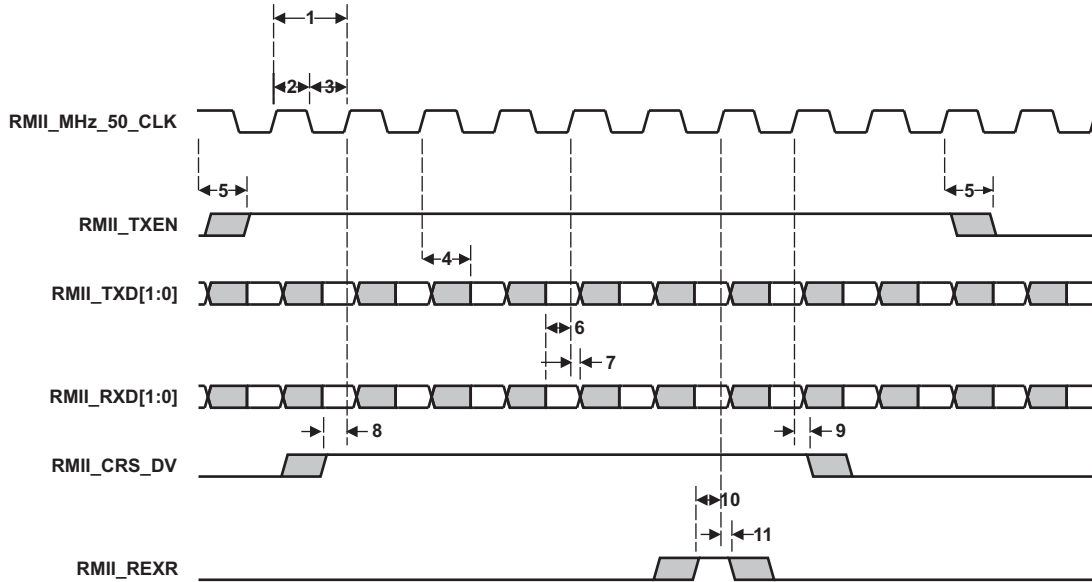 1
2
3
RMII_MHz_50_CLK
5
5
RMII_TXEN
4
RMII_TXD[1:0]
6
7
RMII_RXD[1:0]
8
9
RMII_CRS_DV
10
11
RMII_REXR